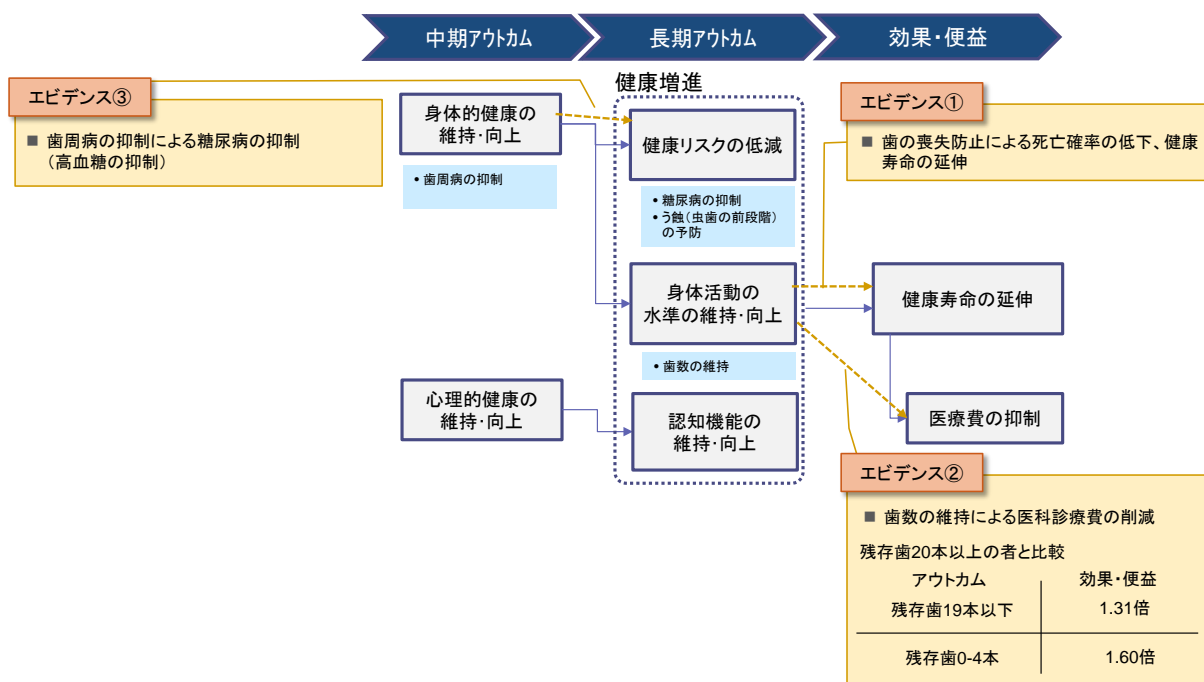 中期アウトカム
長期アウトカム
効果・便益
エビデンス③
■ 歯周病の抑制による糖尿病の抑制
（高血糖の抑制）
身体的健康の
維持・向上
• 歯周病の抑制
心理的健康の
維持・向上
健康増進
健康リスクの低減
• 糖尿病の抑制
• う蝕（虫歯の前段階）
の予防
身体活動の
水準の維持・向上
• 歯数の維持
認知機能の
維持・向上
エビデンス①
■ 歯の喪失防止による死亡確率の低下、健康
寿命の延伸
健康寿命の延伸
医療費の抑制
エビデンス②
■ 歯数の維持による医科診療費の削減
残存歯20本以上の者と比較
アウトカム 効果・便益
残存歯19本以下 1.31倍
残存歯0-4本 1.60倍